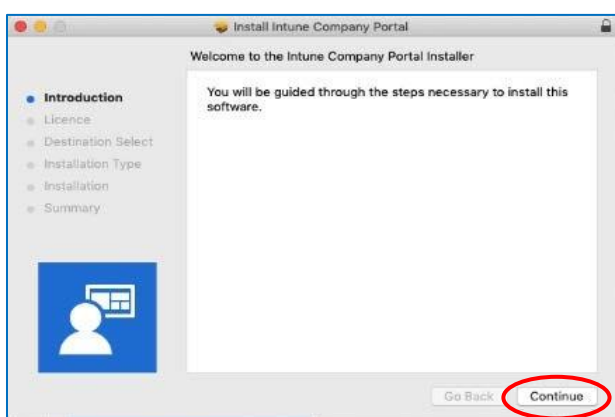 Install Intune Company Portal
Welcome to the Intune Company Portal Installer
Introduction
Licence
Destination Select
Installation Type
Installation
Summary
You will be guided through the steps necessary to install this
software.
Go Back
Continue